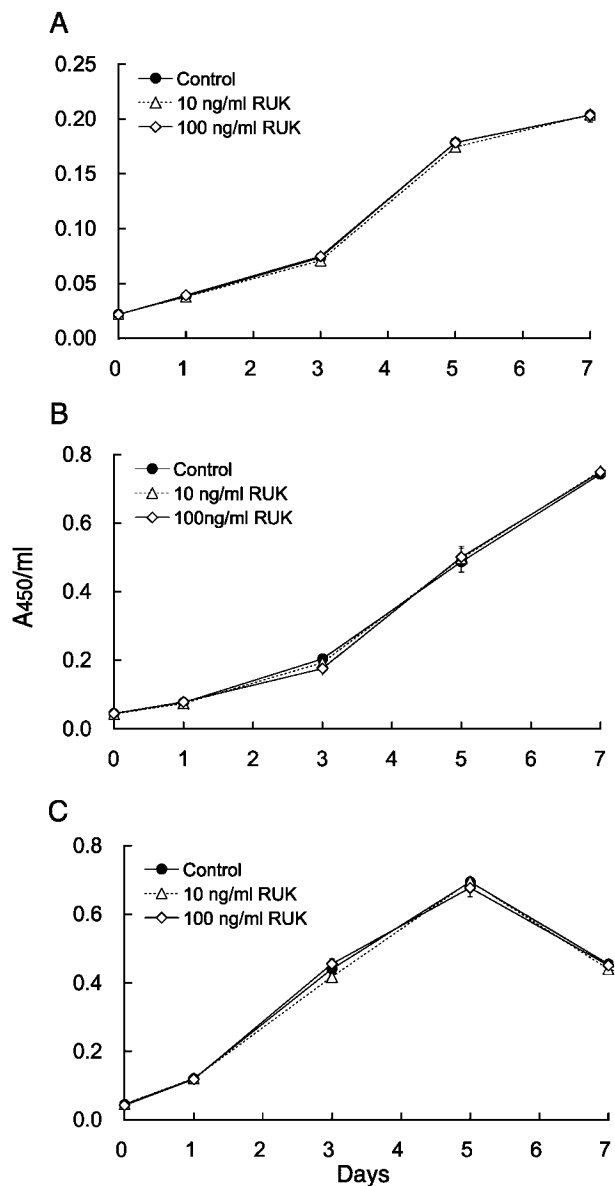 A
0.25
0.20
0.15
0.10
0.05
0.00
Control
10 ng/ml RUK
100 ng/ml RUK
0 1 2 3 4 5 6 7
B
0.8
0.6
0.4
0.2
0.0
Control
10 ng/ml RUK
100ng/ml RUK
A450/ml
0 1 2 3 4 5 6 7
C
0.8
0.6
0.4
0.2
0.0
Control
10 ng/ml RUK
100 ng/ml RUK
0 1 2 3 4 5 6 7
Days